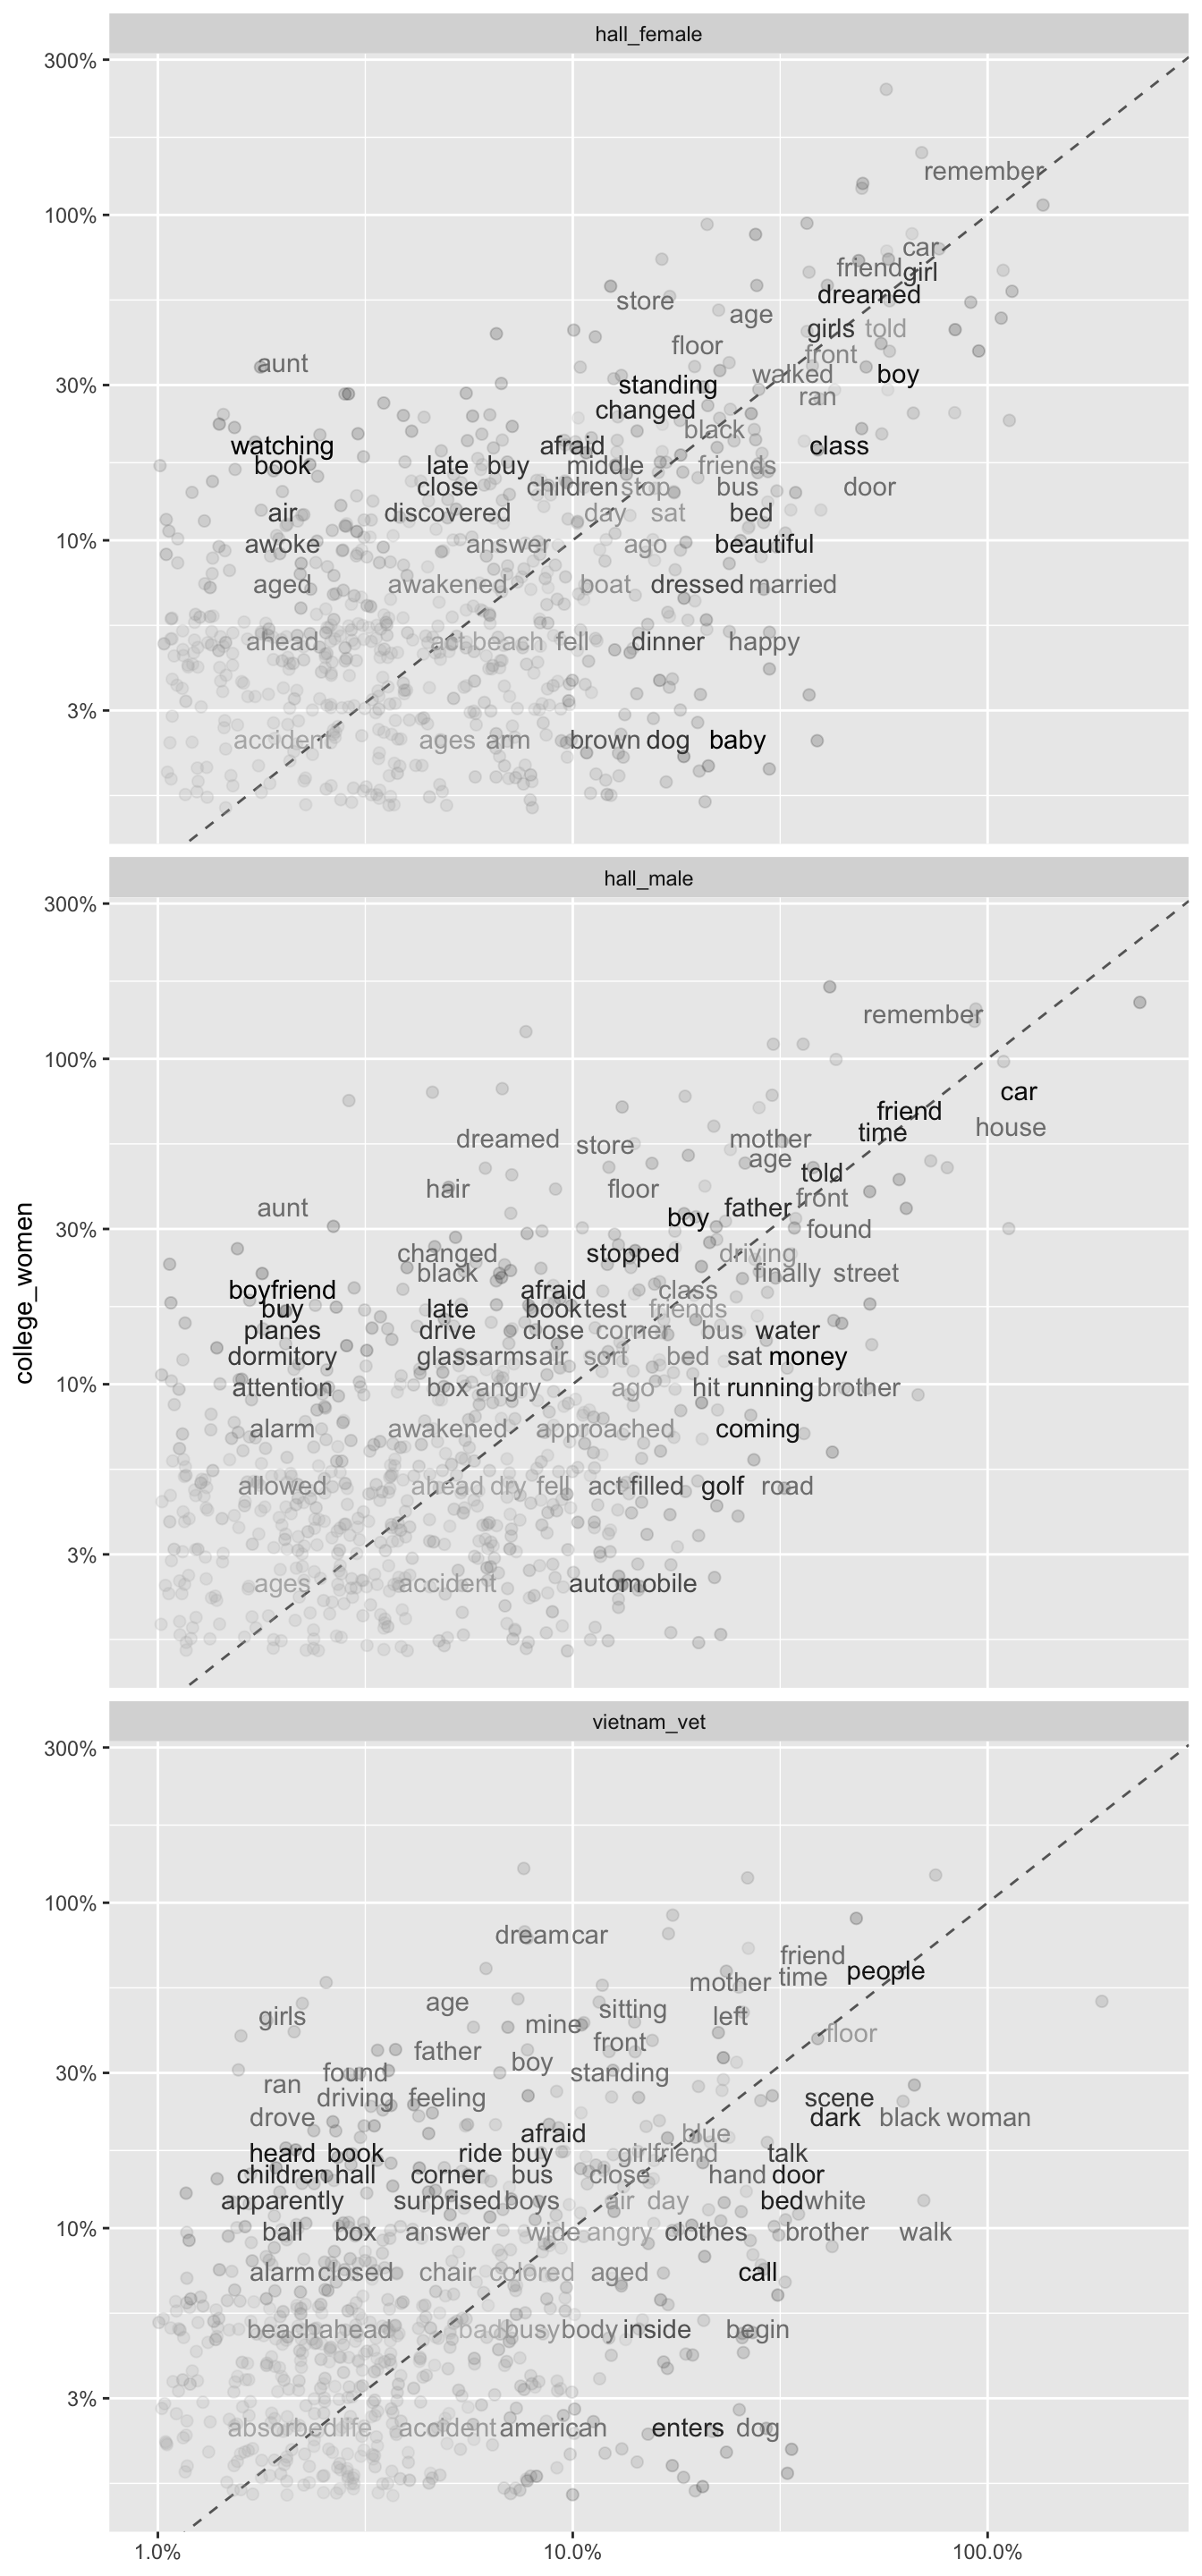 hall_female
300%
remember
100%
car
friend girl
dreamed
store
age
girls told
floor
front
aunt
walked boy
30%
standing
ran
changed
black
watching afraid class
book late buy middle friends
close children stop bus door
air discovered day sat bed
10%
awoke answer ago beautiful
aged awakened boat dressed married
ahead act beach fell dinner happy
3%
accident ages arm brown dog baby
hall_male
300%
remember
100%
car
friend
time house
dreamed store mother
age
told
hair floor
front
aunt father
boy
30%
found
changed stopped driving
black finally street
boyfriend afraid class
buy late book test friends
planes drive close corner bus water
dormitory glass arms air sort bed sat money
10%
attention box angry ago hit running brother
alarm awakened approached coming
allowed ahead dry fell act filled golf road
3%
ages accident automobile
college_women
vietnam_vet
300%
100%
dream car
friend
time people
mother
age
girls sitting left
mine
front floor
father
boy
30%
found standing
ran
driving feeling scene
drove dark black woman
afraid blue
heard book ride buy girlfriend talk
children hall corner bus close hand door
apparently surprised boys air day bed white
10%
ball box answer wide angry clothes brother walk
alarm closed chair colored aged call
beach ahead bad busy body inside begin
3%
absorbed life accident american enters dog
1.0% 10.0% 100.0%